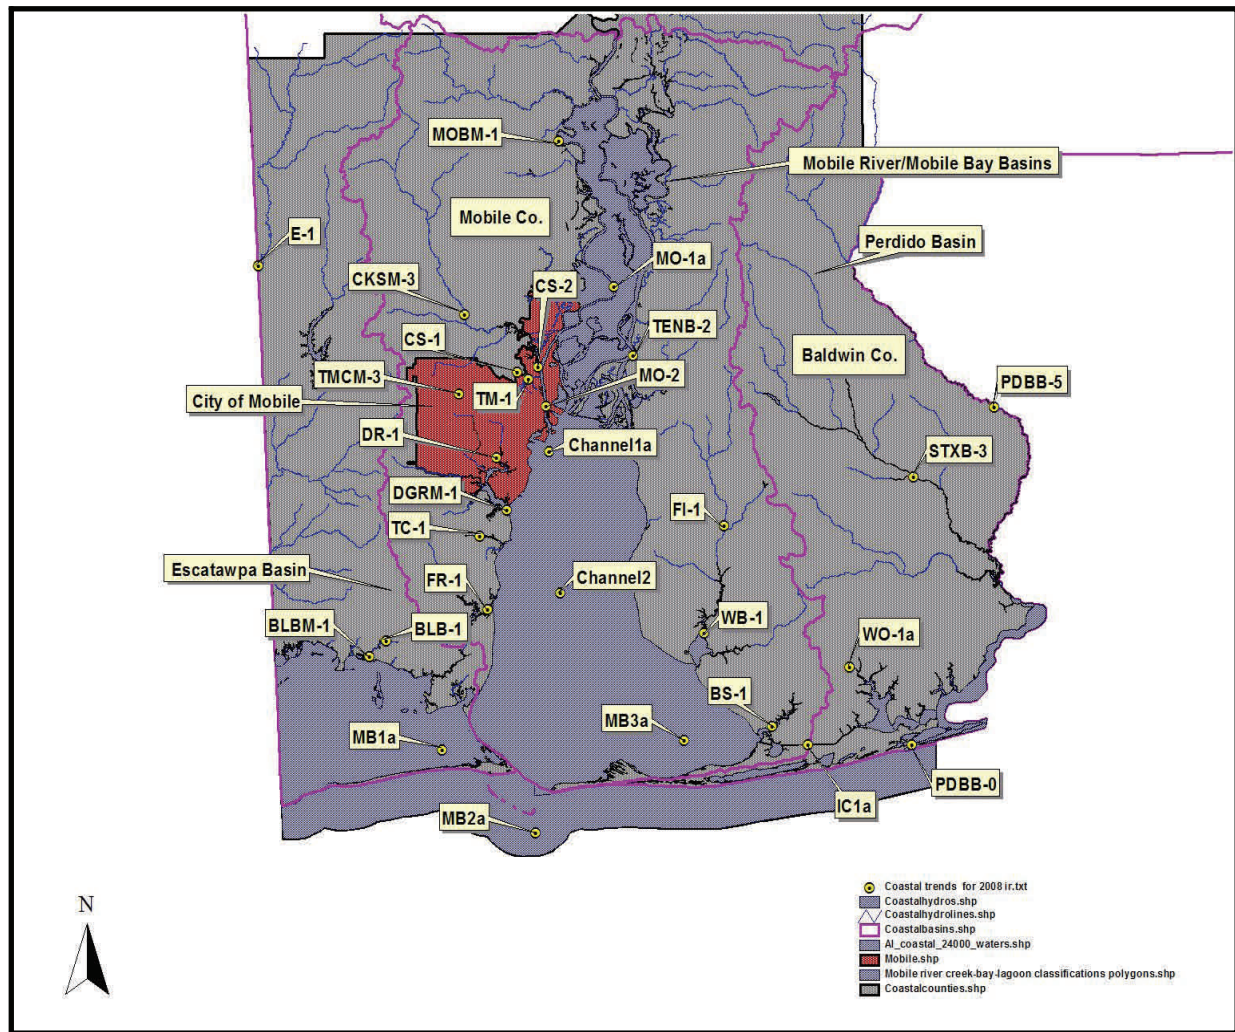 MOBM-1
Mobile River/Mobile Bay Basins
Mobile Co.
E-1
Perdido Basin
MO-1a
CKSM-3
CS-2
TENB-2
CS-1
Baldwin Co.
TMCM-3
MO-2
PDBB-5
City of Mobile
TM-1
DR-1
Channel1a
STXB-3
DGRM-1
FI-1
TC-1
Escatawpa Basin
FR-1
Channel2
BLBM-1
BLB-1
WB-1
WO-1a
BS-1
MB1a
MB3a
PDBB-0
IC1a
MB2a
N
Coastal trends for 2008 ir.txt
Coastalhydros.shp
Coastalhydrolines.shp
Coastalbasins.shp
Al_coastal_24000_waters.shp
Mobile.shp
Mobile river creek-bay-lagoon classifications polygons.shp
Coastalcounties.shp